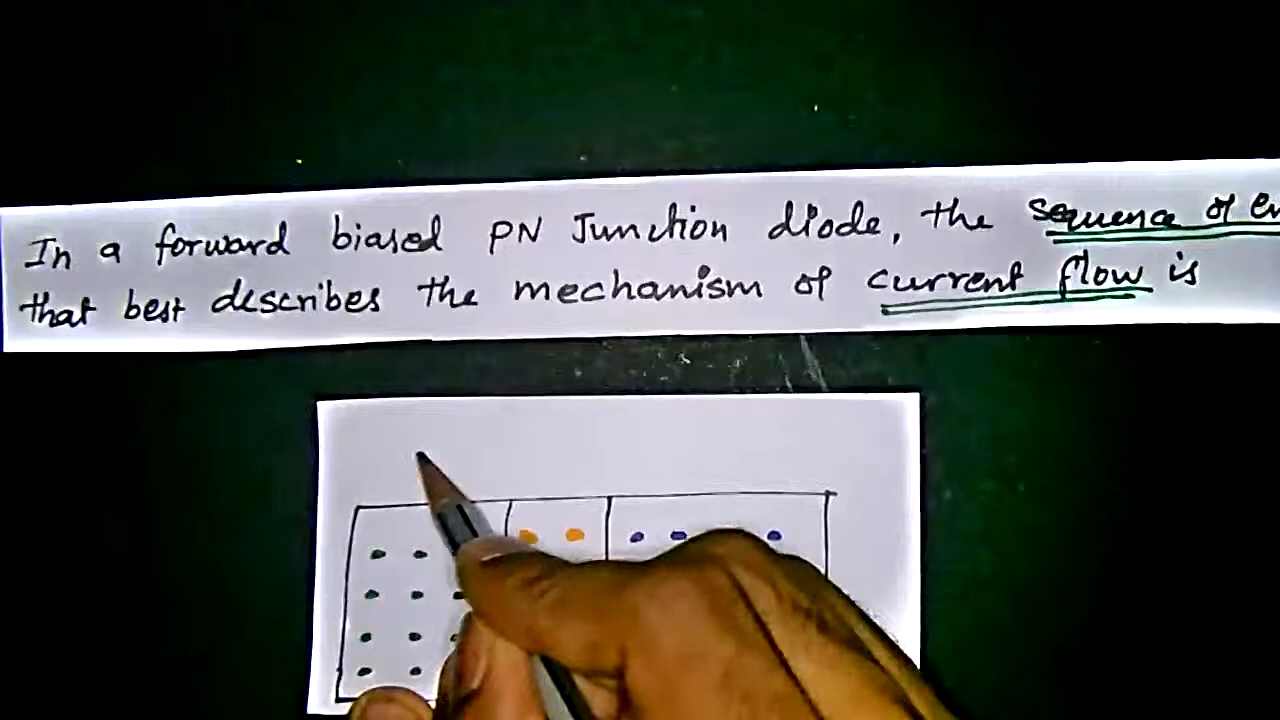 In a forward biased PN Junction diode, the sequence of
that best describes the mechanism of current flow is